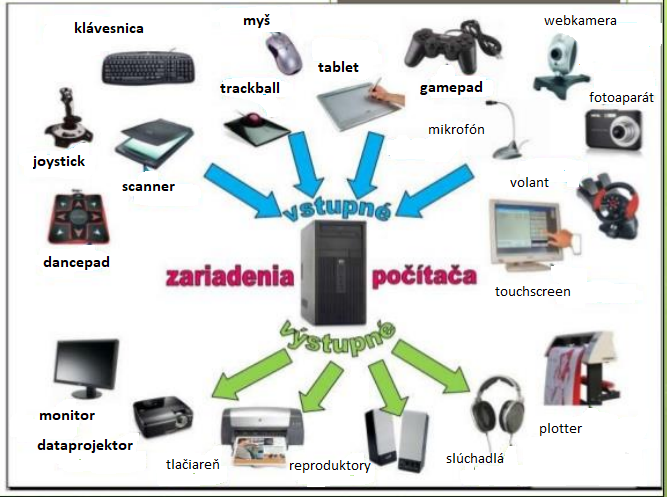 klávesnica
myš
webkamera
tablet
trackball
gamepad
fotoaparát
mikrofón
joystick
scanner
volant
vstupné
dancepad
zariadenia
počítača
touchscreen
výstupné
monitor
dataprojektor
tlačiareň
reproduktory
slúchadlá
plotter